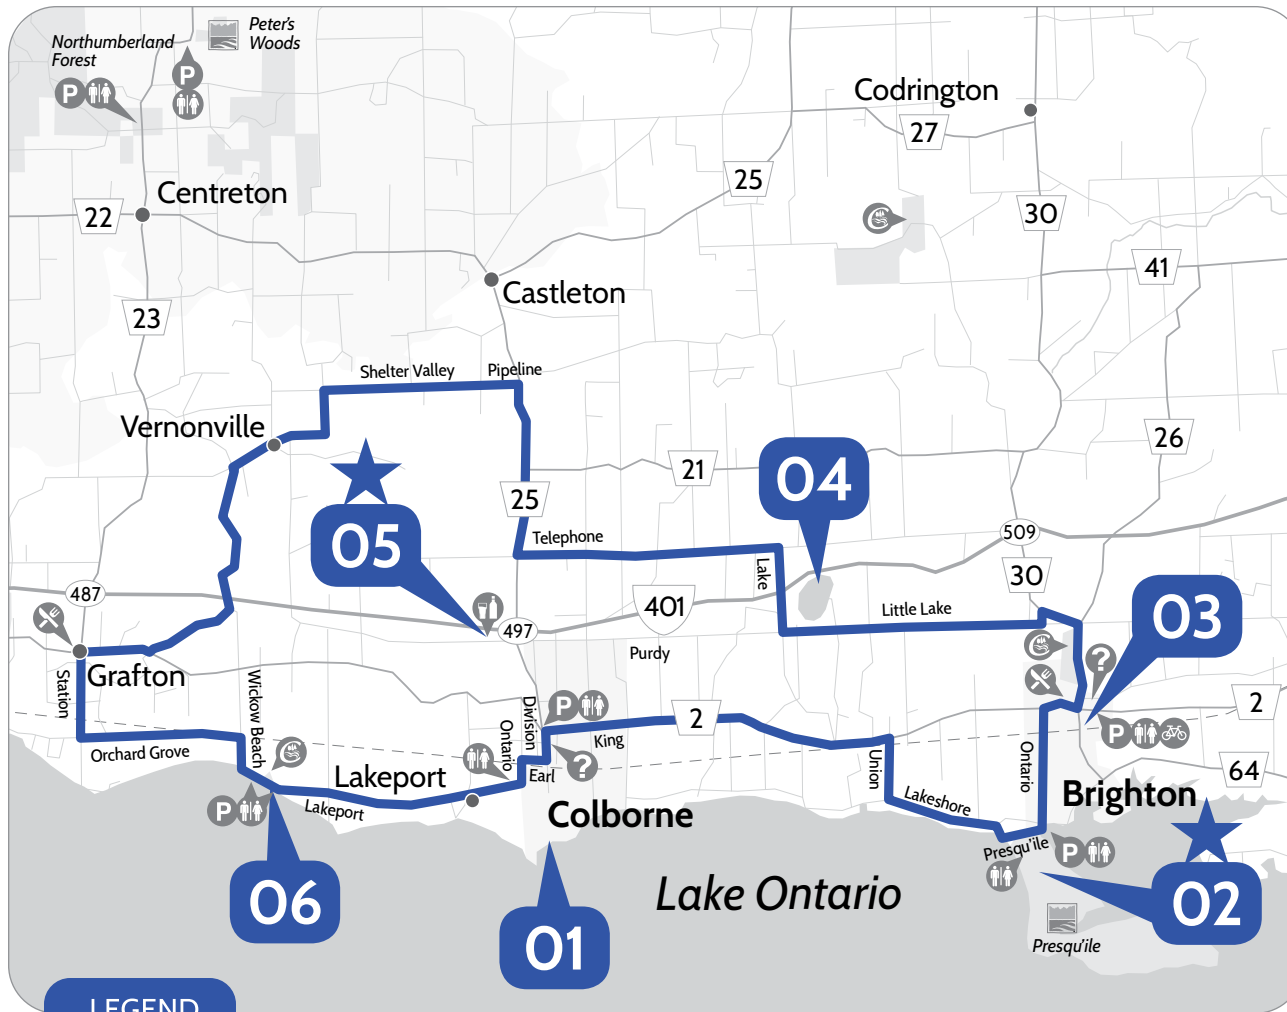 Peter's
Woods
Northumberland
Forest
P
P
Codrington
27
25
Centreton
22
30
41
Castleton
23
Shelter Valley
Pipeline
Vernonville
26
21
04
25
05
Telephone
509
Lake
30
487
401
Little Lake
03
497
Purdy
Grafton
?
Station
Wickow Beach
Division
Ontario
P
2
2
King
P
Orchard Grove
?
Earl
Union
Ontario
64
Lakeport
Lakeport
P
Colborne
Lakeshore
Brighton
Presqu'ile
P
06
Lake Ontario
02
01
Presqu'ile
LEGEND